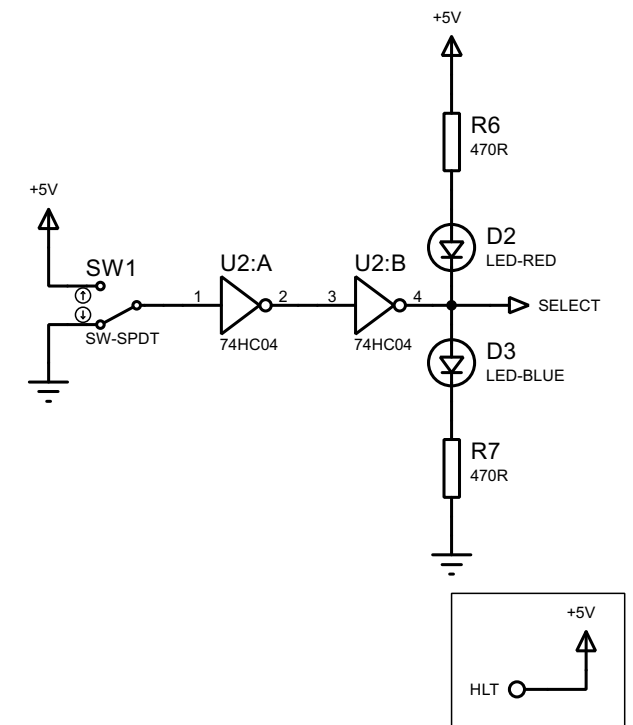 +5V
R6
470R
+5V
D2
LED-RED
SW1
U2:A
U2:B
1
2
3
4
SELECT
SW-SPDT
74HC04
74HC04
D3
LED-BLUE
R7
470R
+5V
HLT